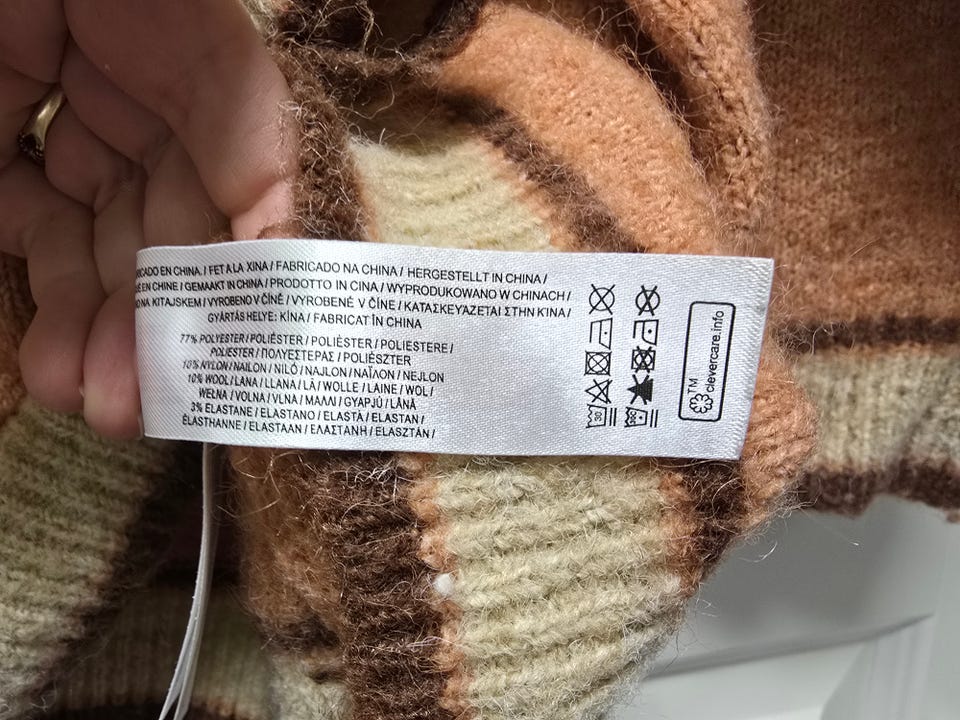 RICADO EN CHINA. / FET A LA XINA / FABRICADO NA CHINA / HERGESTELLT IN CHINA /
É EN CHINE / GEMAAKT IN CHINA / PRODOTTO IN CINA / WYPRODUKOWANO W CHINACH /
NO NA KITAJSKEM / VYROBENO V ČÍNĚ / VYROBENÉ V ČÍNE / ΚΑΤΑΣΚΕΥΑΖΕΤΑΙ ΣΤΗΝ ΚΙΝΑ /
GYÁRTÁS HELYE: KÍNA / FABRICAT ÎN CHINA
77% POLYESTER / POLIÉSTER / POLIÈSTER / POLIESTERE /
POLIESTER / ΠΟΛΥΕΣΤΕΡΑΣ / POLIÉSZTER
10% NYLON / NAILON / NILÓ / NAJLON / ΝΑΪΛΟΝ / NEJLON
10% WOOL / LANA / LLANA / LÃ / WOLLE / LAINE / WOL /
WEŁNA / VOLNA / VLNA / ΜΑΛΛΙ / GYAPJÚ / LÂNĂ
3% ELASTANE / ELASTANO / ELASTÀ / ELASTAN /
ÉLASTHANNE / ELASTAAN / ΕΛΑΣΤΑΝΗ / ELASZTÁN /
30
TM
clevercare.info